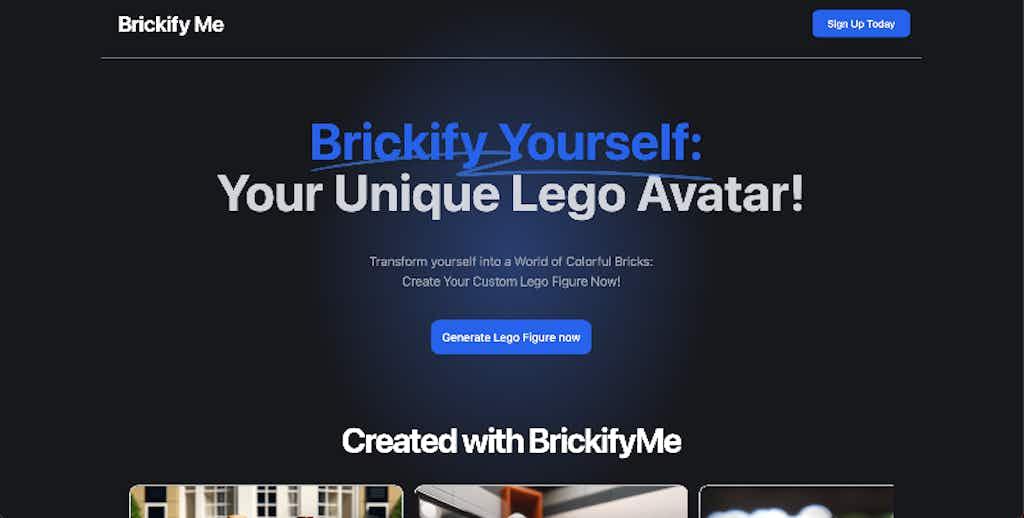 Brickify Me
Sign Up Today
Brickify Yourself:
Your Unique Lego Avatar!
Transform yourself into a World of Colorful Bricks:
Create Your Custom Lego Figure Now!
Generate Lego Figure now
Created with BrickifyMe